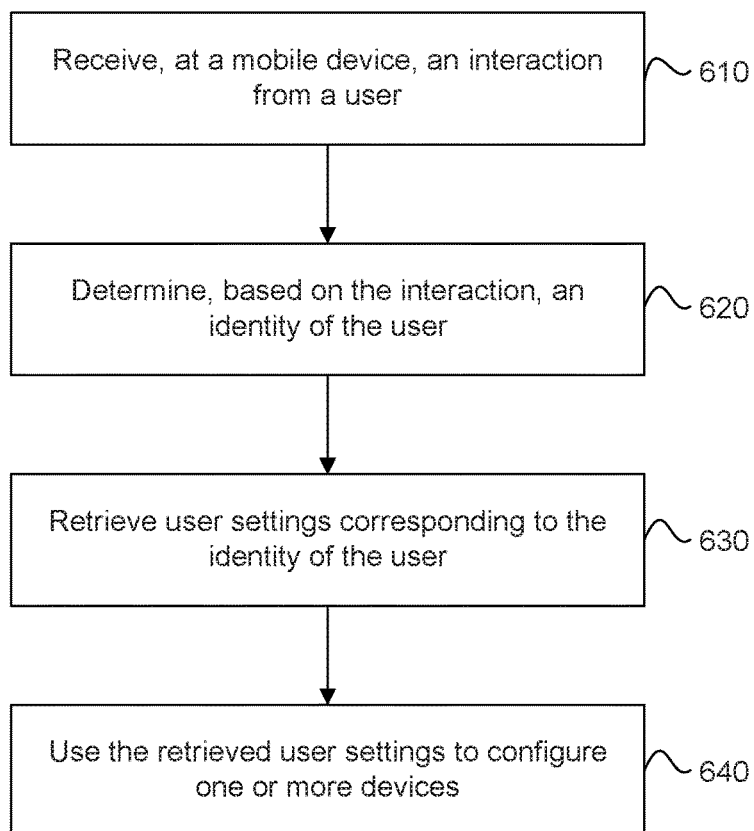 Receive, at a mobile device, an interaction
from a user
610
Determine, based on the interaction, an
identity of the user
620
Retrieve user settings corresponding to the
identity of the user
630
Use the retrieved user settings to configure
one or more devices
640